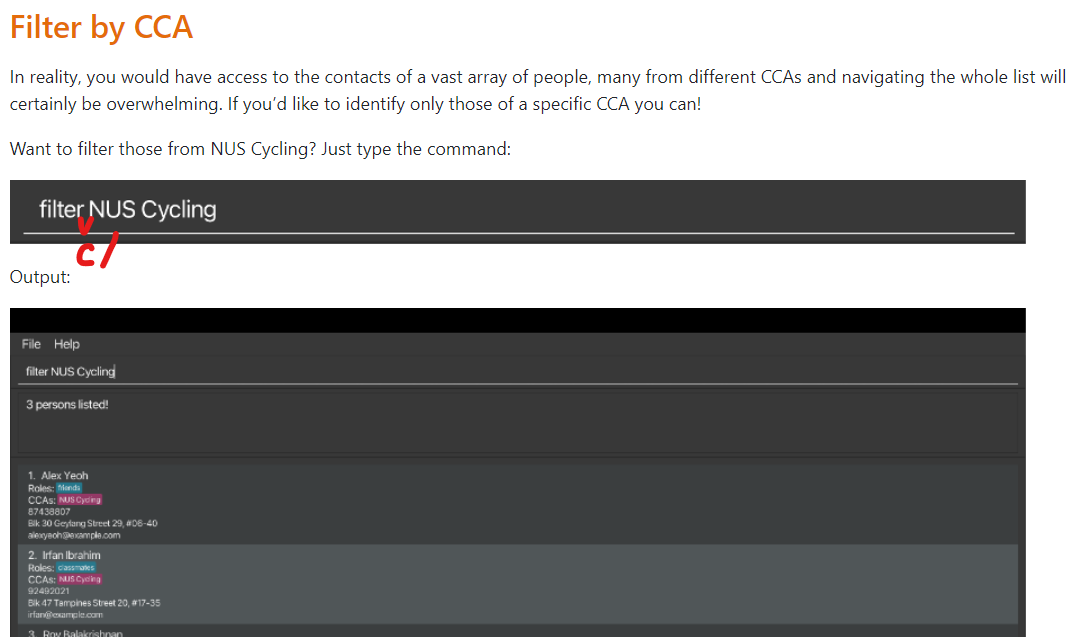 Filter by CCA
In reality, you would have access to the contacts of a vast array of people, many from different CCAs and navigating the whole list will
certainly be overwhelming. If you’d like to identify only those of a specific CCA you can!
Want to filter those from NUS Cycling? Just type the command:
filter NUS Cycling
c/
Output:
File Help
filter NUS Cycling
3 persons listed!
1. Alex Yeoh
Roles: friends
CCAs: NUS Cycling
87438807
Blk 30 Geylang Street 29, #06-40
alexyeoh@example.com
2. Irfan Ibrahim
Roles: classmates
CCAs: NUS Cycling
92492021
Blk 47 Tampines Street 20, #17-35
irfan@example.com
3. Roy Balakrishnan